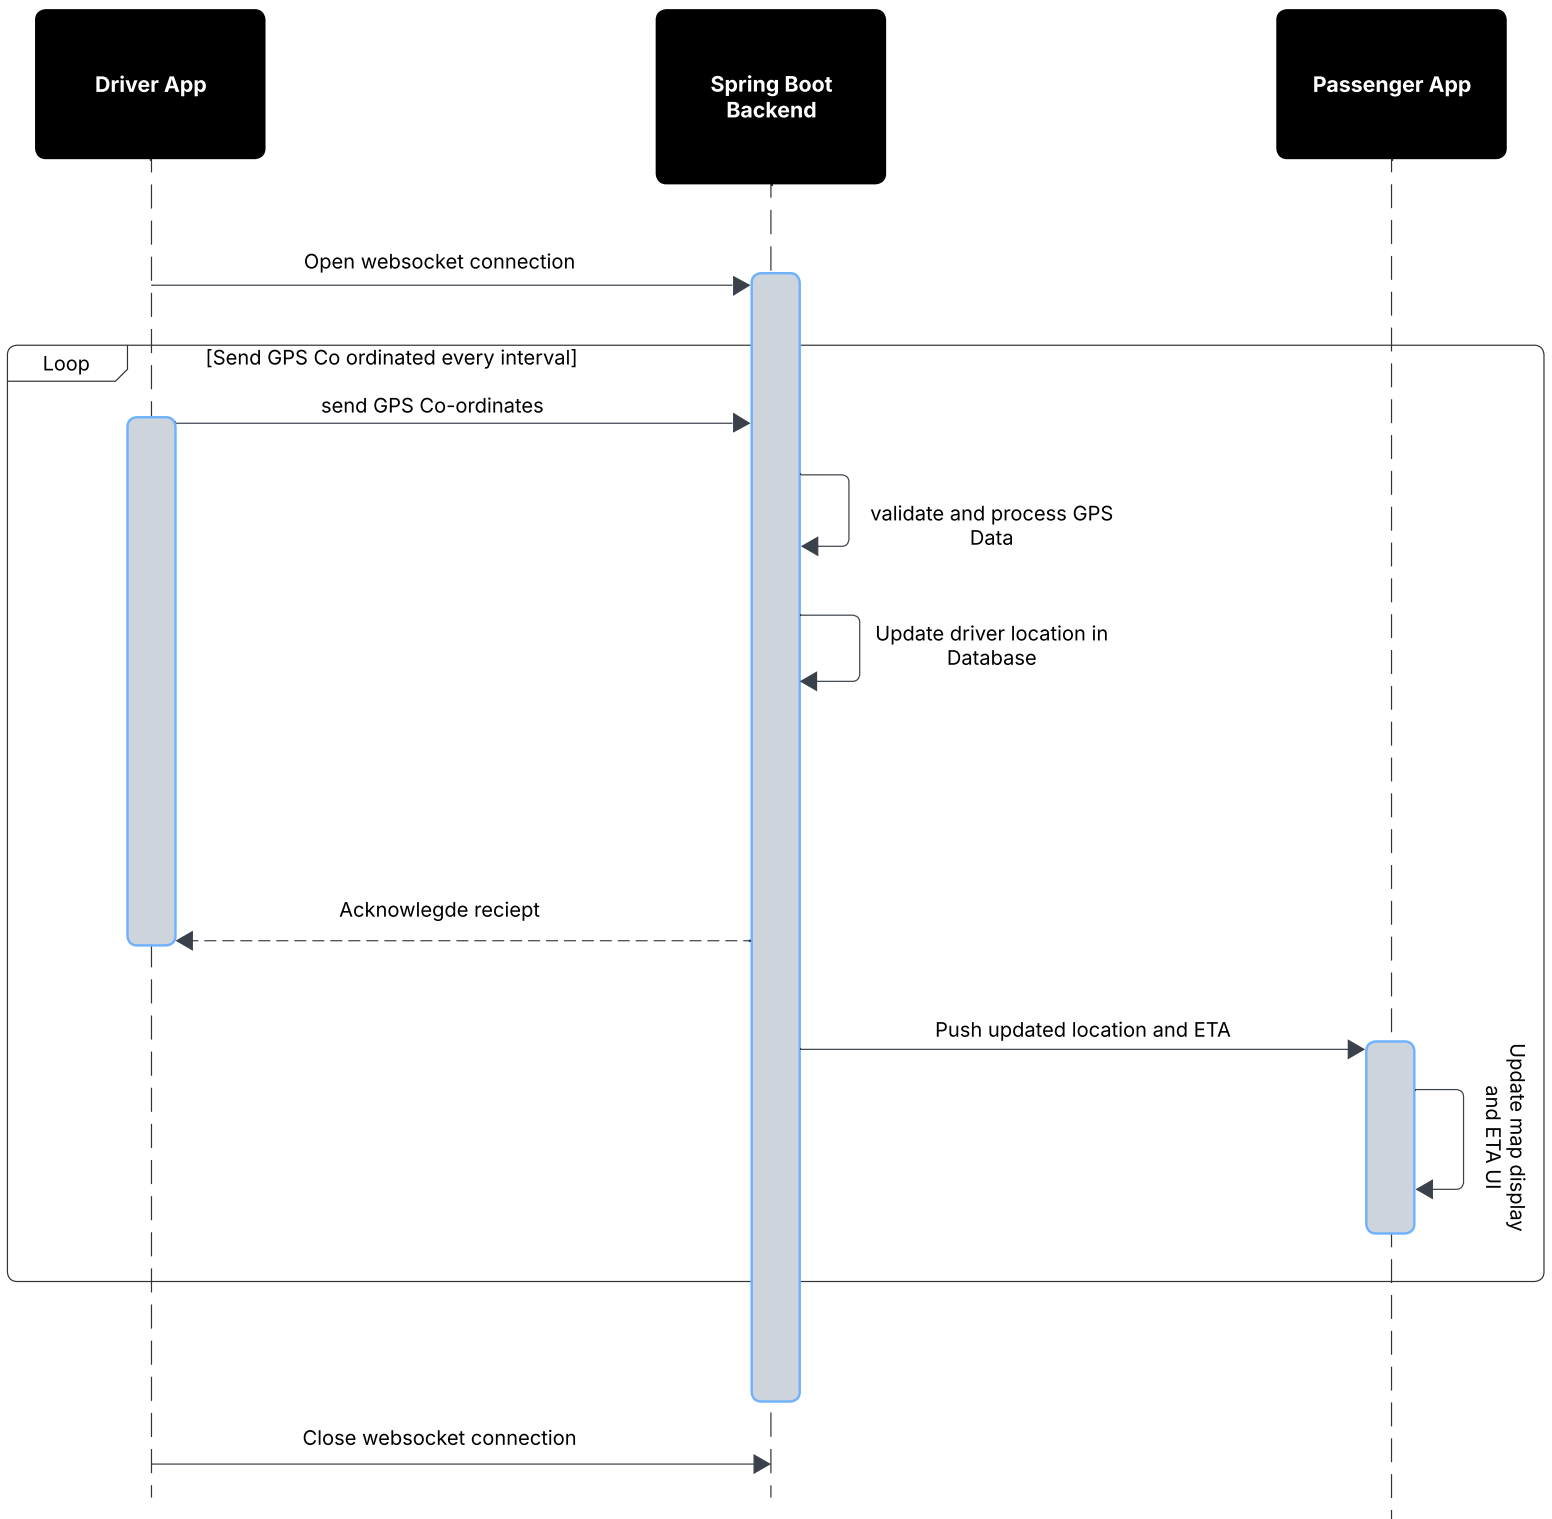 Driver App
Spring Boot
Backend
Passenger App
Open websocket connection
Loop
[Send GPS Co ordinated every interval]
send GPS Co-ordinates
validate and process GPS
Data
Update driver location in
Database
Acknowlegde reciept
Push updated location and ETA
Update map display
and ETA UI
Close websocket connection